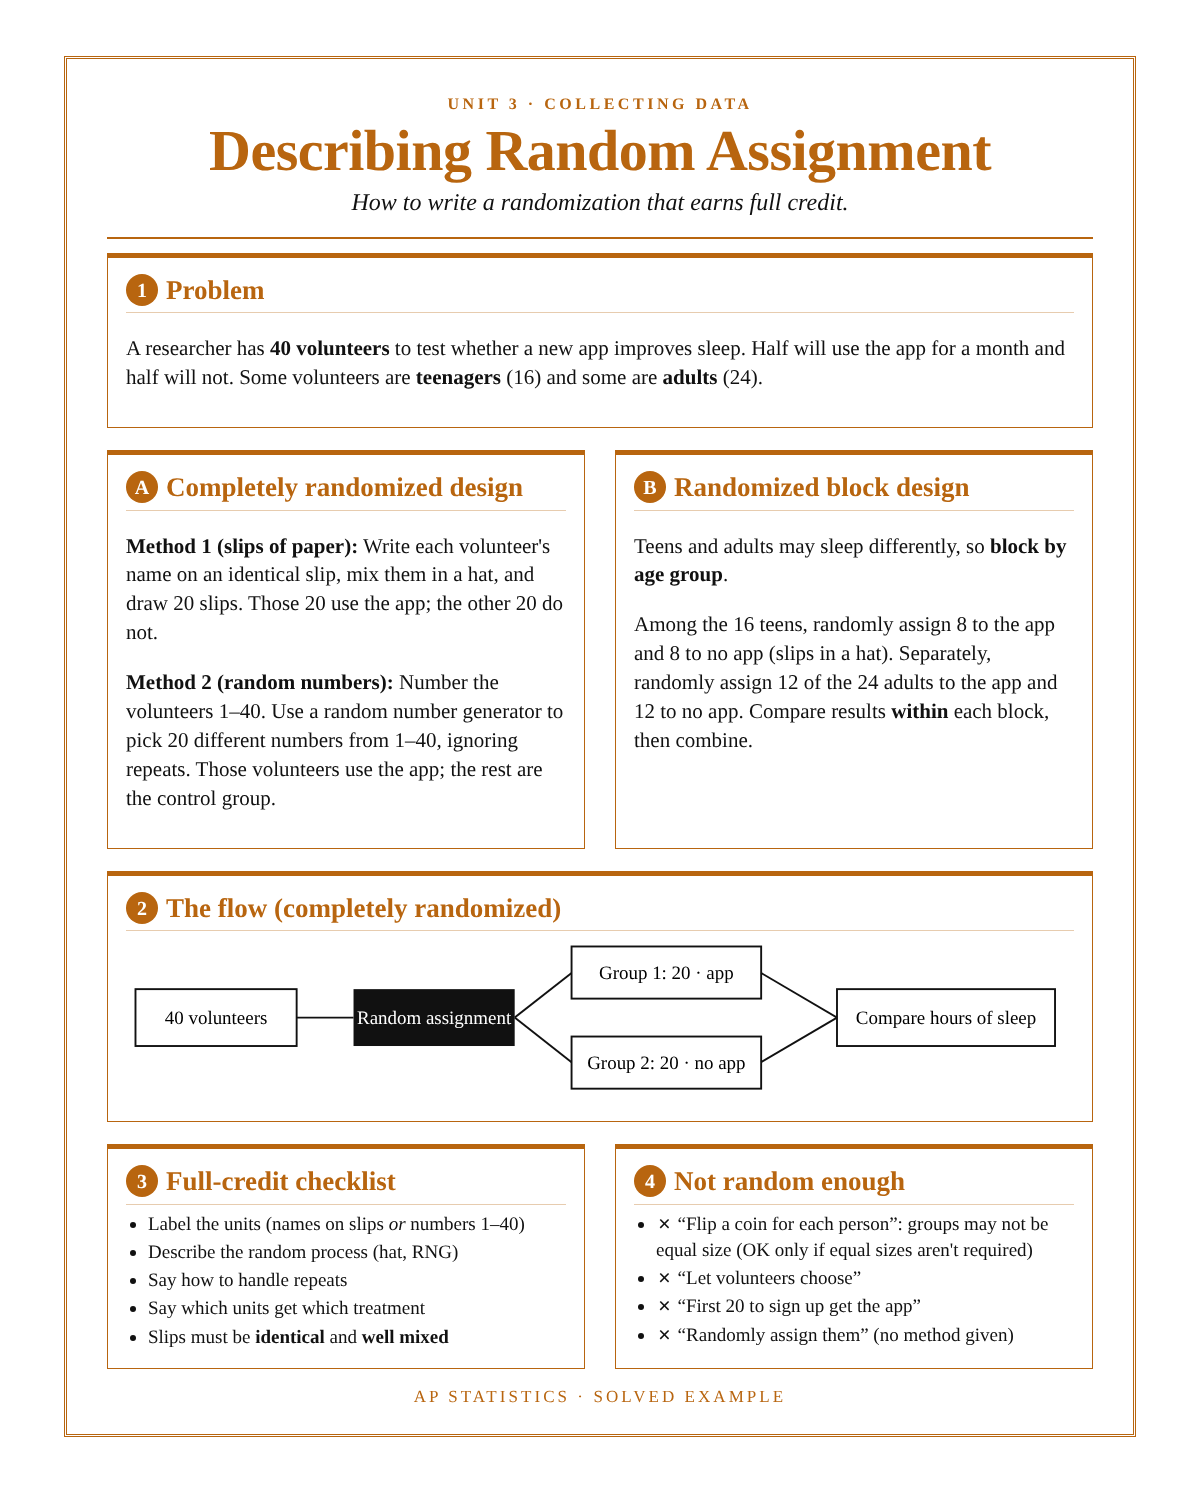 UNIT 3 · COLLECTING DATA
Describing Random Assignment
How to write a randomization that earns full credit.
1 Problem
A researcher has 40 volunteers to test whether a new app improves sleep. Half will use the app for a month and
half will not. Some volunteers are teenagers (16) and some are adults (24).
A Completely randomized design
Method 1 (slips of paper): Write each volunteer's
name on an identical slip, mix them in a hat, and
draw 20 slips. Those 20 use the app; the other 20 do
not.
Method 2 (random numbers): Number the
volunteers 1–40. Use a random number generator to
pick 20 different numbers from 1–40, ignoring
repeats. Those volunteers use the app; the rest are
the control group.
B Randomized block design
Teens and adults may sleep differently, so block by
age group.
Among the 16 teens, randomly assign 8 to the app
and 8 to no app (slips in a hat). Separately,
randomly assign 12 of the 24 adults to the app and
12 to no app. Compare results within each block,
then combine.
2 The flow (completely randomized)
40 volunteers
Random assignment
Group 1: 20 · app
Group 2: 20 · no app
Compare hours of sleep
3 Full-credit checklist
• Label the units (names on slips or numbers 1–40)
• Describe the random process (hat, RNG)
• Say how to handle repeats
• Say which units get which treatment
• Slips must be identical and well mixed
4 Not random enough
• ✕ “Flip a coin for each person”: groups may not be
equal size (OK only if equal sizes aren't required)
• ✕ “Let volunteers choose”
• ✕ “First 20 to sign up get the app”
• ✕ “Randomly assign them” (no method given)
AP STATISTICS · SOLVED EXAMPLE